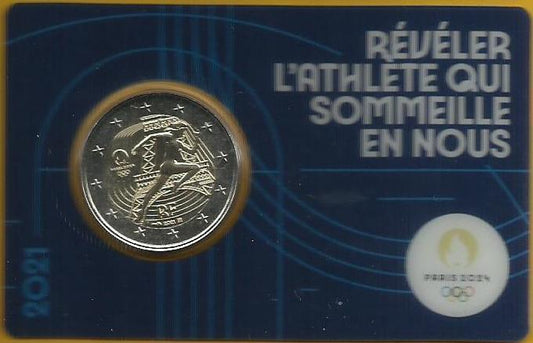 RÉVÉLER
L'ATHLÈTE QUI
SOMMEILLE
EN NOUS
2021
PARIS 2024